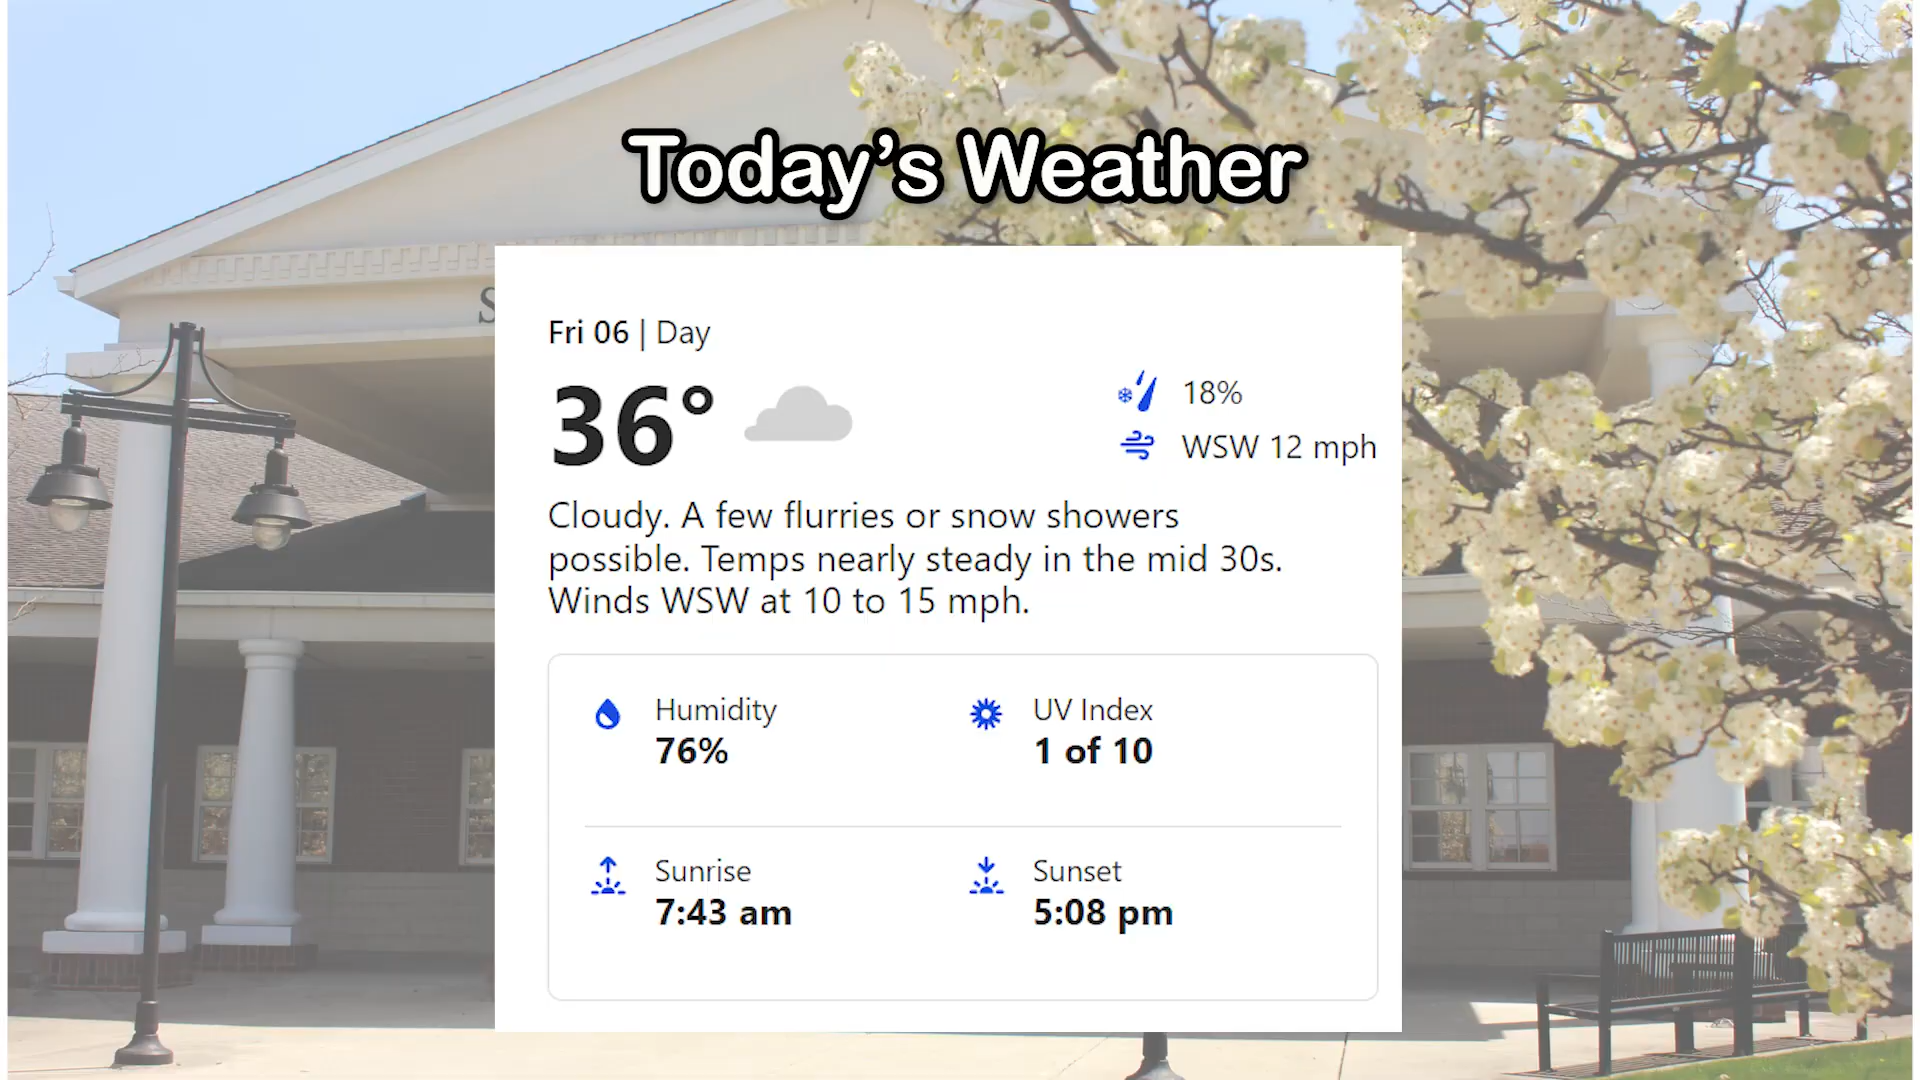 Today's Weather
S
Fri 06 | Day
36°
18%
WSW 12 mph
Cloudy. A few flurries or snow showers
possible. Temps nearly steady in the mid 30s.
Winds WSW at 10 to 15 mph.
Humidity
76%
UV Index
1 of 10
Sunrise
7:43 am
Sunset
5:08 pm